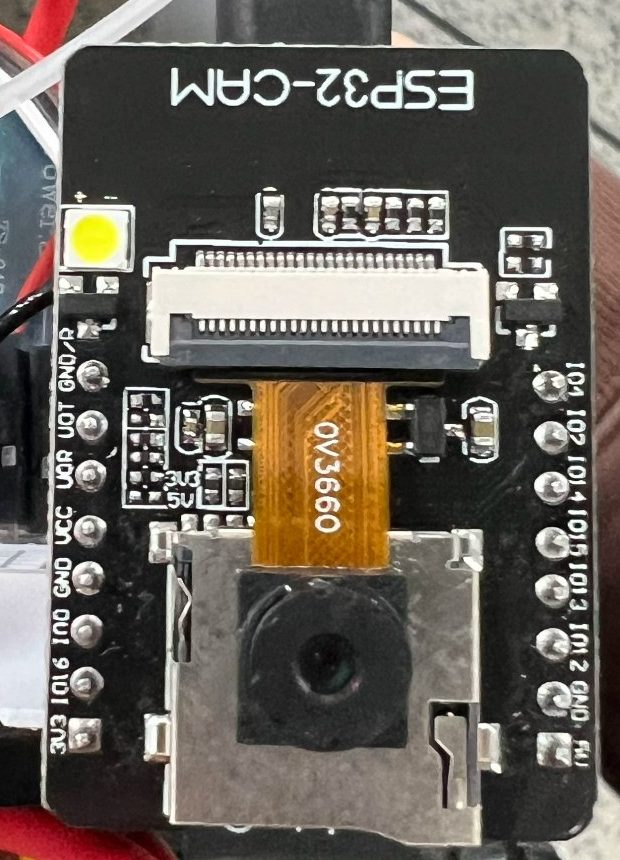 ESP32-CAM
GND/R
UOT
UOR
VCC
GND
IO0
IO16
3V3
3V3
5V
OV3660
IO4
IO2
IO14
IO15
IO13
IO12
GND
5V